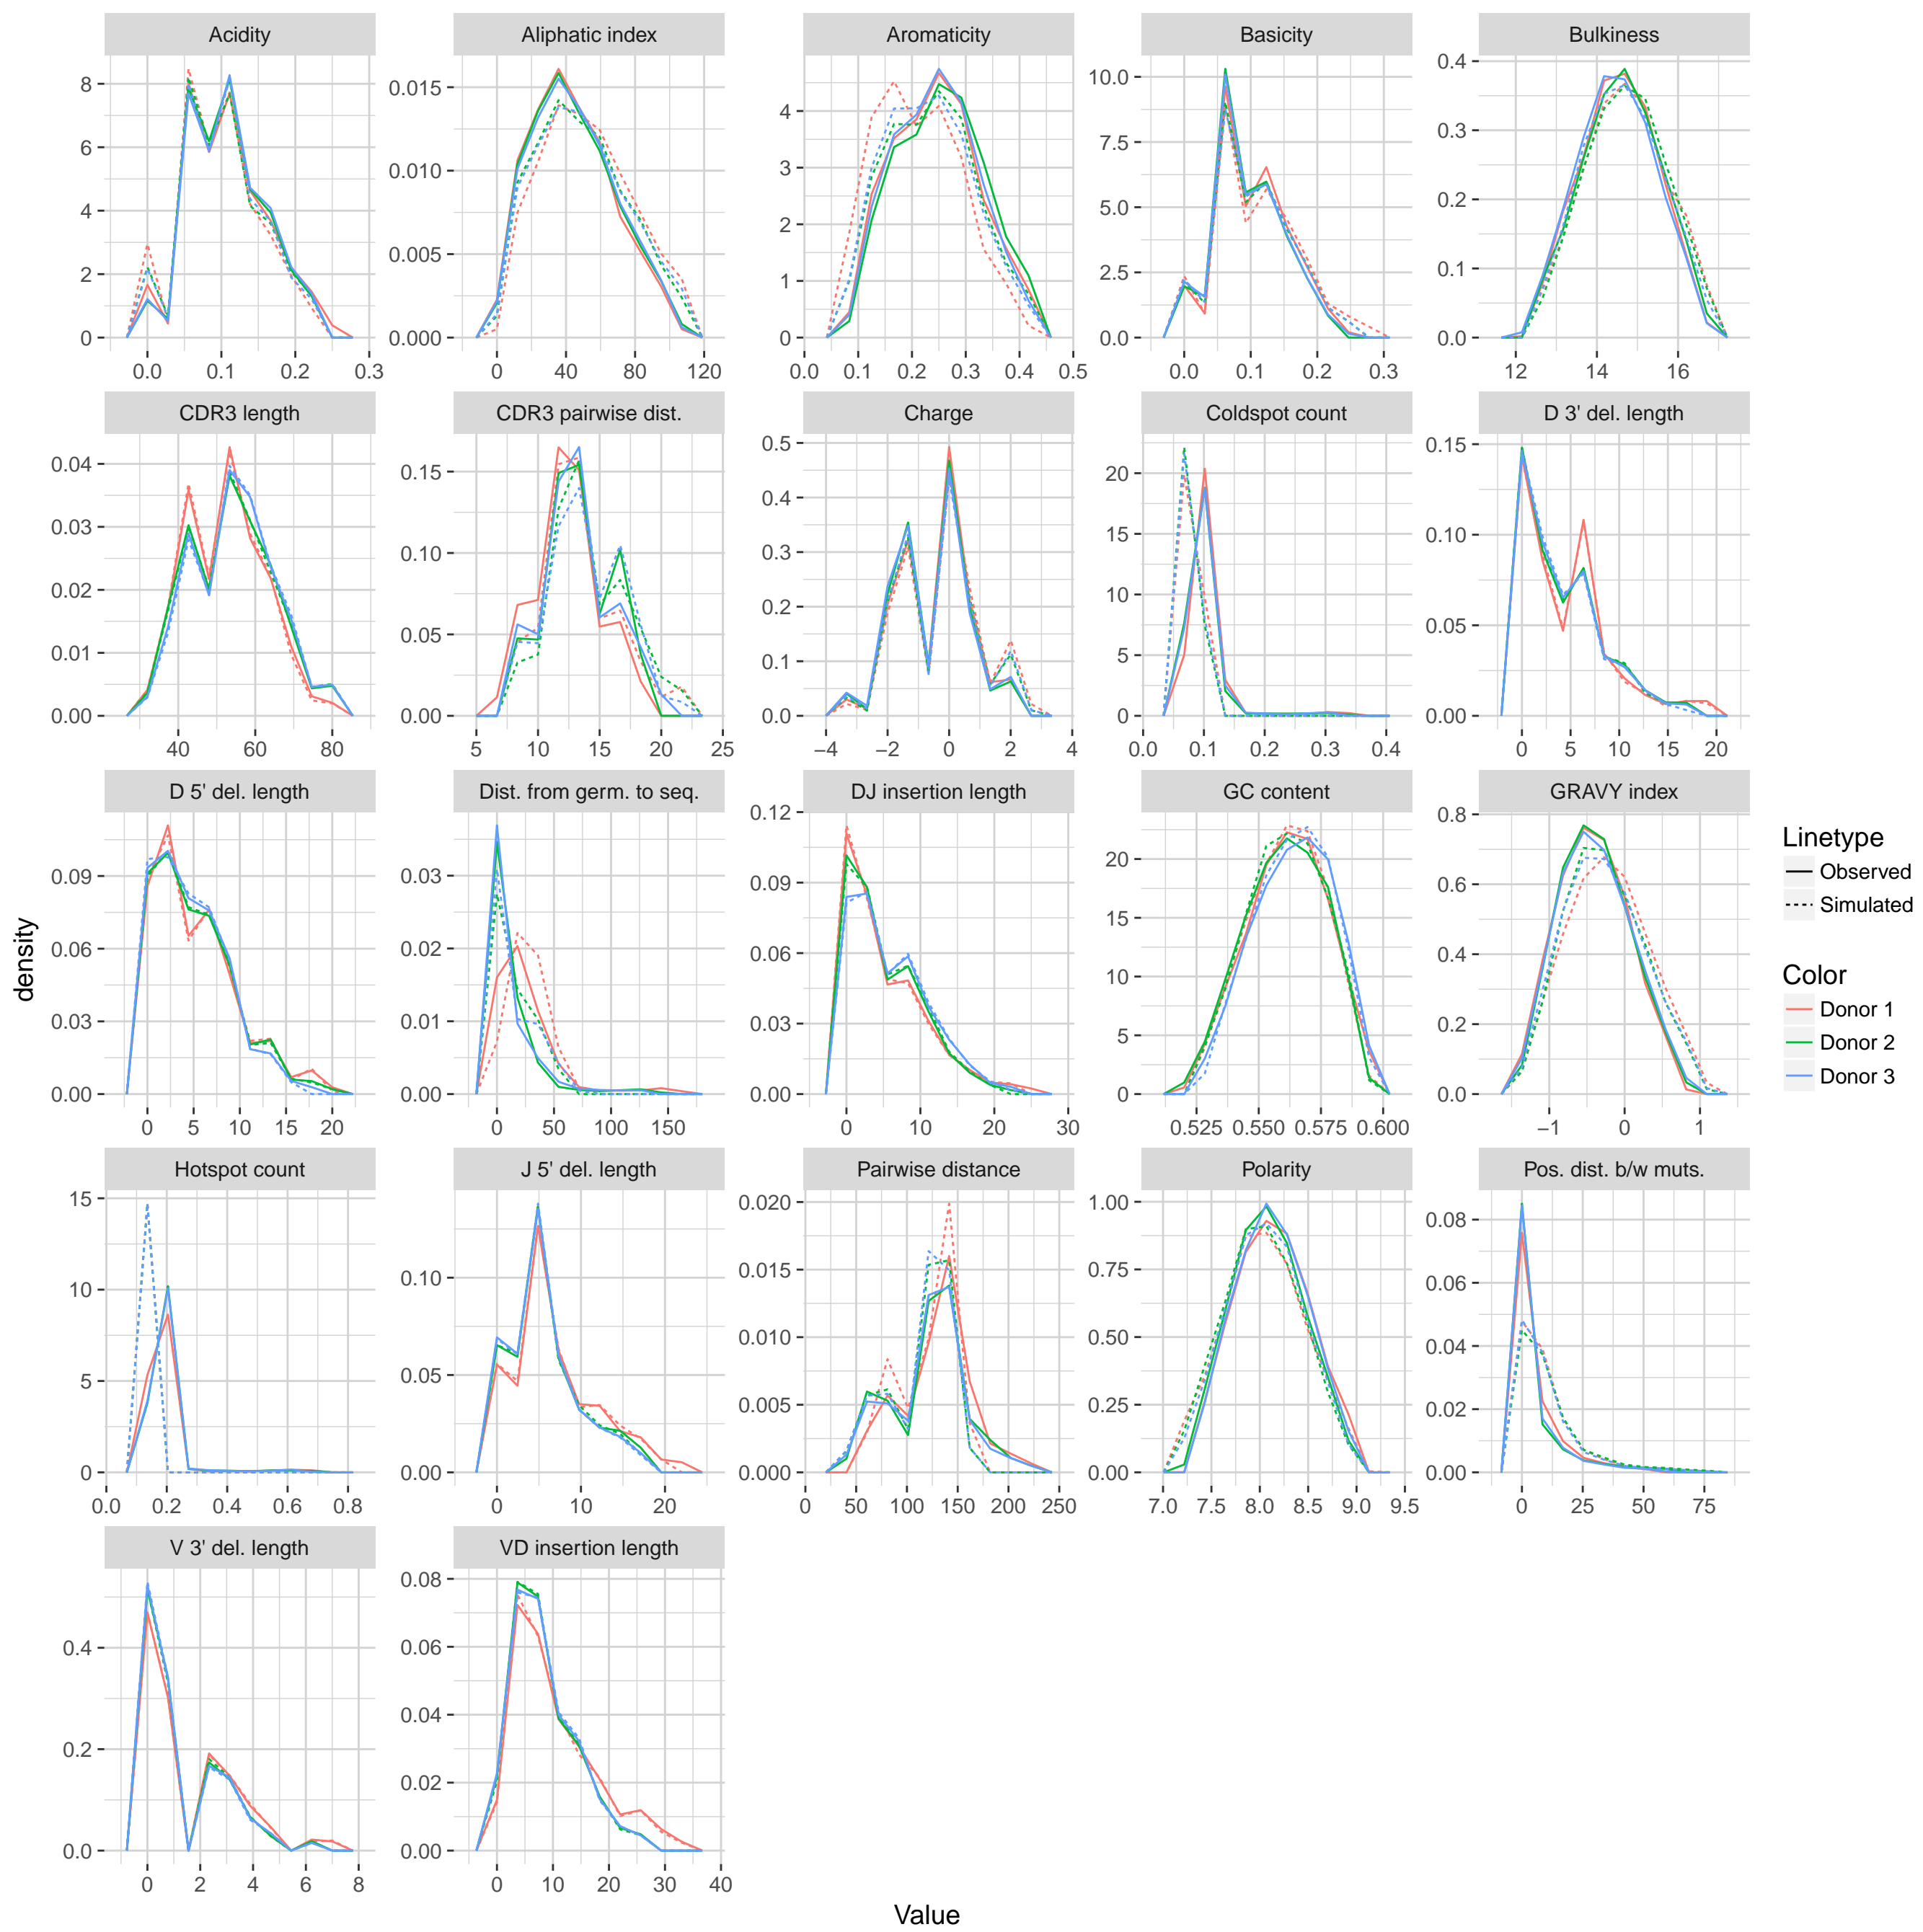 Acidity
Aliphatic index
Aromaticity
Basicity
Bulkiness
0 2 4 6 8
0.0 0.1 0.2 0.3
0.000 0.005 0.010 0.015
0 40 80 120
0 1 2 3 4
0.0 0.1 0.2 0.3 0.4 0.5
0.0 2.5 5.0 7.5 10.0
0.0 0.1 0.2 0.3
0.0 0.1 0.2 0.3 0.4
12 14 16
CDR3 length
CDR3 pairwise dist.
Charge
Coldspot count
D 3' del. length
0.00 0.01 0.02 0.03 0.04
40 60 80
0.00 0.05 0.10 0.15
5 10 15 20 25
0.0 0.1 0.2 0.3 0.4 0.5
−4 −2 0 2 4
0 5 10 15 20
0.0 0.1 0.2 0.3 0.4
0.00 0.05 0.10 0.15
0 5 10 15 20
D 5' del. length
Dist. from germ. to seq.
DJ insertion length
GC content
GRAVY index
0.00 0.03 0.06 0.09
0 5 10 15 20
0.00 0.01 0.02 0.03
0 50 100 150
0.00 0.03 0.06 0.09 0.12
0 10 20 30
0 5 10 15 20
0.525 0.550 0.575 0.600
0.0 0.2 0.4 0.6 0.8
−1 0 1
Hotspot count
J 5' del. length
Pairwise distance
Polarity
Pos. dist. b/w muts.
0 5 10 15
0.0 0.2 0.4 0.6 0.8
0.00 0.05 0.10
0 10 20
0.000 0.005 0.010 0.015 0.020
0 50 100 150 200 250
0.00 0.25 0.50 0.75 1.00
7.0 7.5 8.0 8.5 9.0 9.5
0.00 0.02 0.04 0.06 0.08
0 25 50 75
V 3' del. length
VD insertion length
0.0 0.2 0.4
0 2 4 6 8
0.00 0.02 0.04 0.06 0.08
0 10 20 30 40
density
Value
Linetype
Observed
Simulated
Color
Donor 1
Donor 2
Donor 3